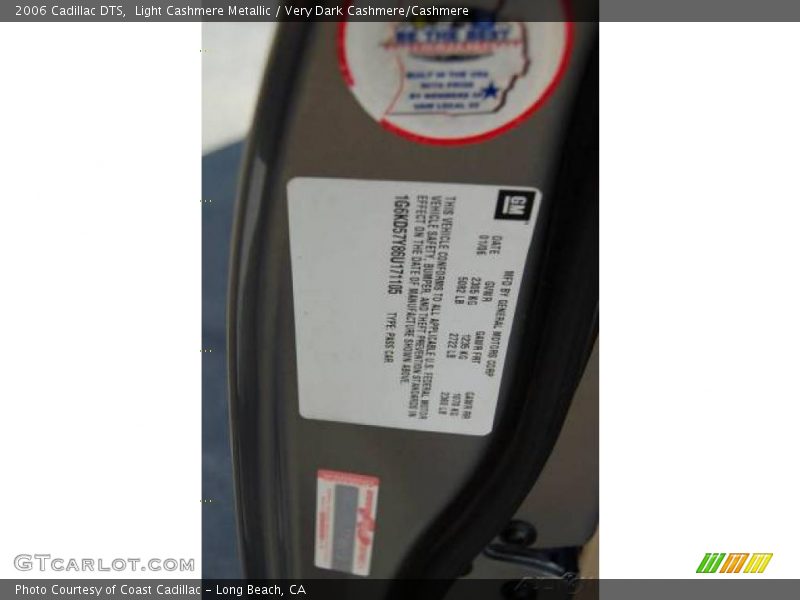 2006 Cadillac DTS, Light Cashmere Metallic / Very Dark Cashmere/Cashmere
BE THE BEST
BUILT IN THE USA
WITH PRIDE
BY MEMBERS OF
UAW LOCAL 22
GM
MFD BY GENERAL MOTORS CORP
DATE GVWR GAWR FRT GAWR RR
01/06 2305 KG 1235 KG 1070 KG
5082 LB 2722 LB 2360 LB
THIS VEHICLE CONFORMS TO ALL APPLICABLE U.S. FEDERAL MOTOR
VEHICLE SAFETY, BUMPER, AND THEFT PREVENTION STANDARDS IN
EFFECT ON THE DATE OF MANUFACTURE SHOWN ABOVE.
1G6KD57Y86U171105 TYPE: PASS CAR
GTCARLOT.COM
Photo Courtesy of Coast Cadillac – Long Beach, CA